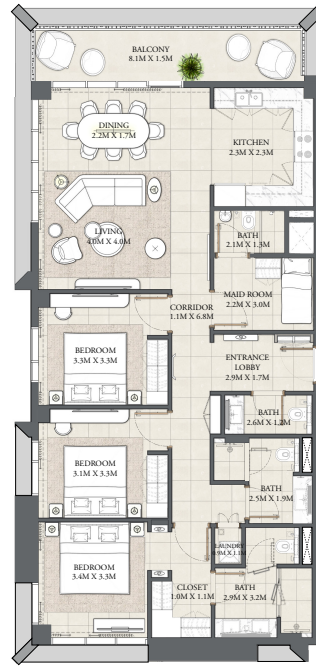 BALCONY
8.1M X 1.5M
DINING
2.2M X 1.7M
KITCHEN
2.3M X 2.3M
LIVING
4.0M X 4.0M
BATH
2.1M X 1.3M
MAID ROOM
2.2M X 3.0M
CORRIDOR
1.1M X 6.8M
BEDROOM
3.3M X 3.3M
ENTRANCE
LOBBY
2.9M X 1.7M
BATH
2.6M X 1.2M
BEDROOM
3.1M X 3.3M
BATH
2.5M X 1.9M
LAUNDRY
0.9M X 1.1M
BEDROOM
3.4M X 3.3M
CLOSET
1.0M X 1.1M
BATH
2.9M X 3.2M